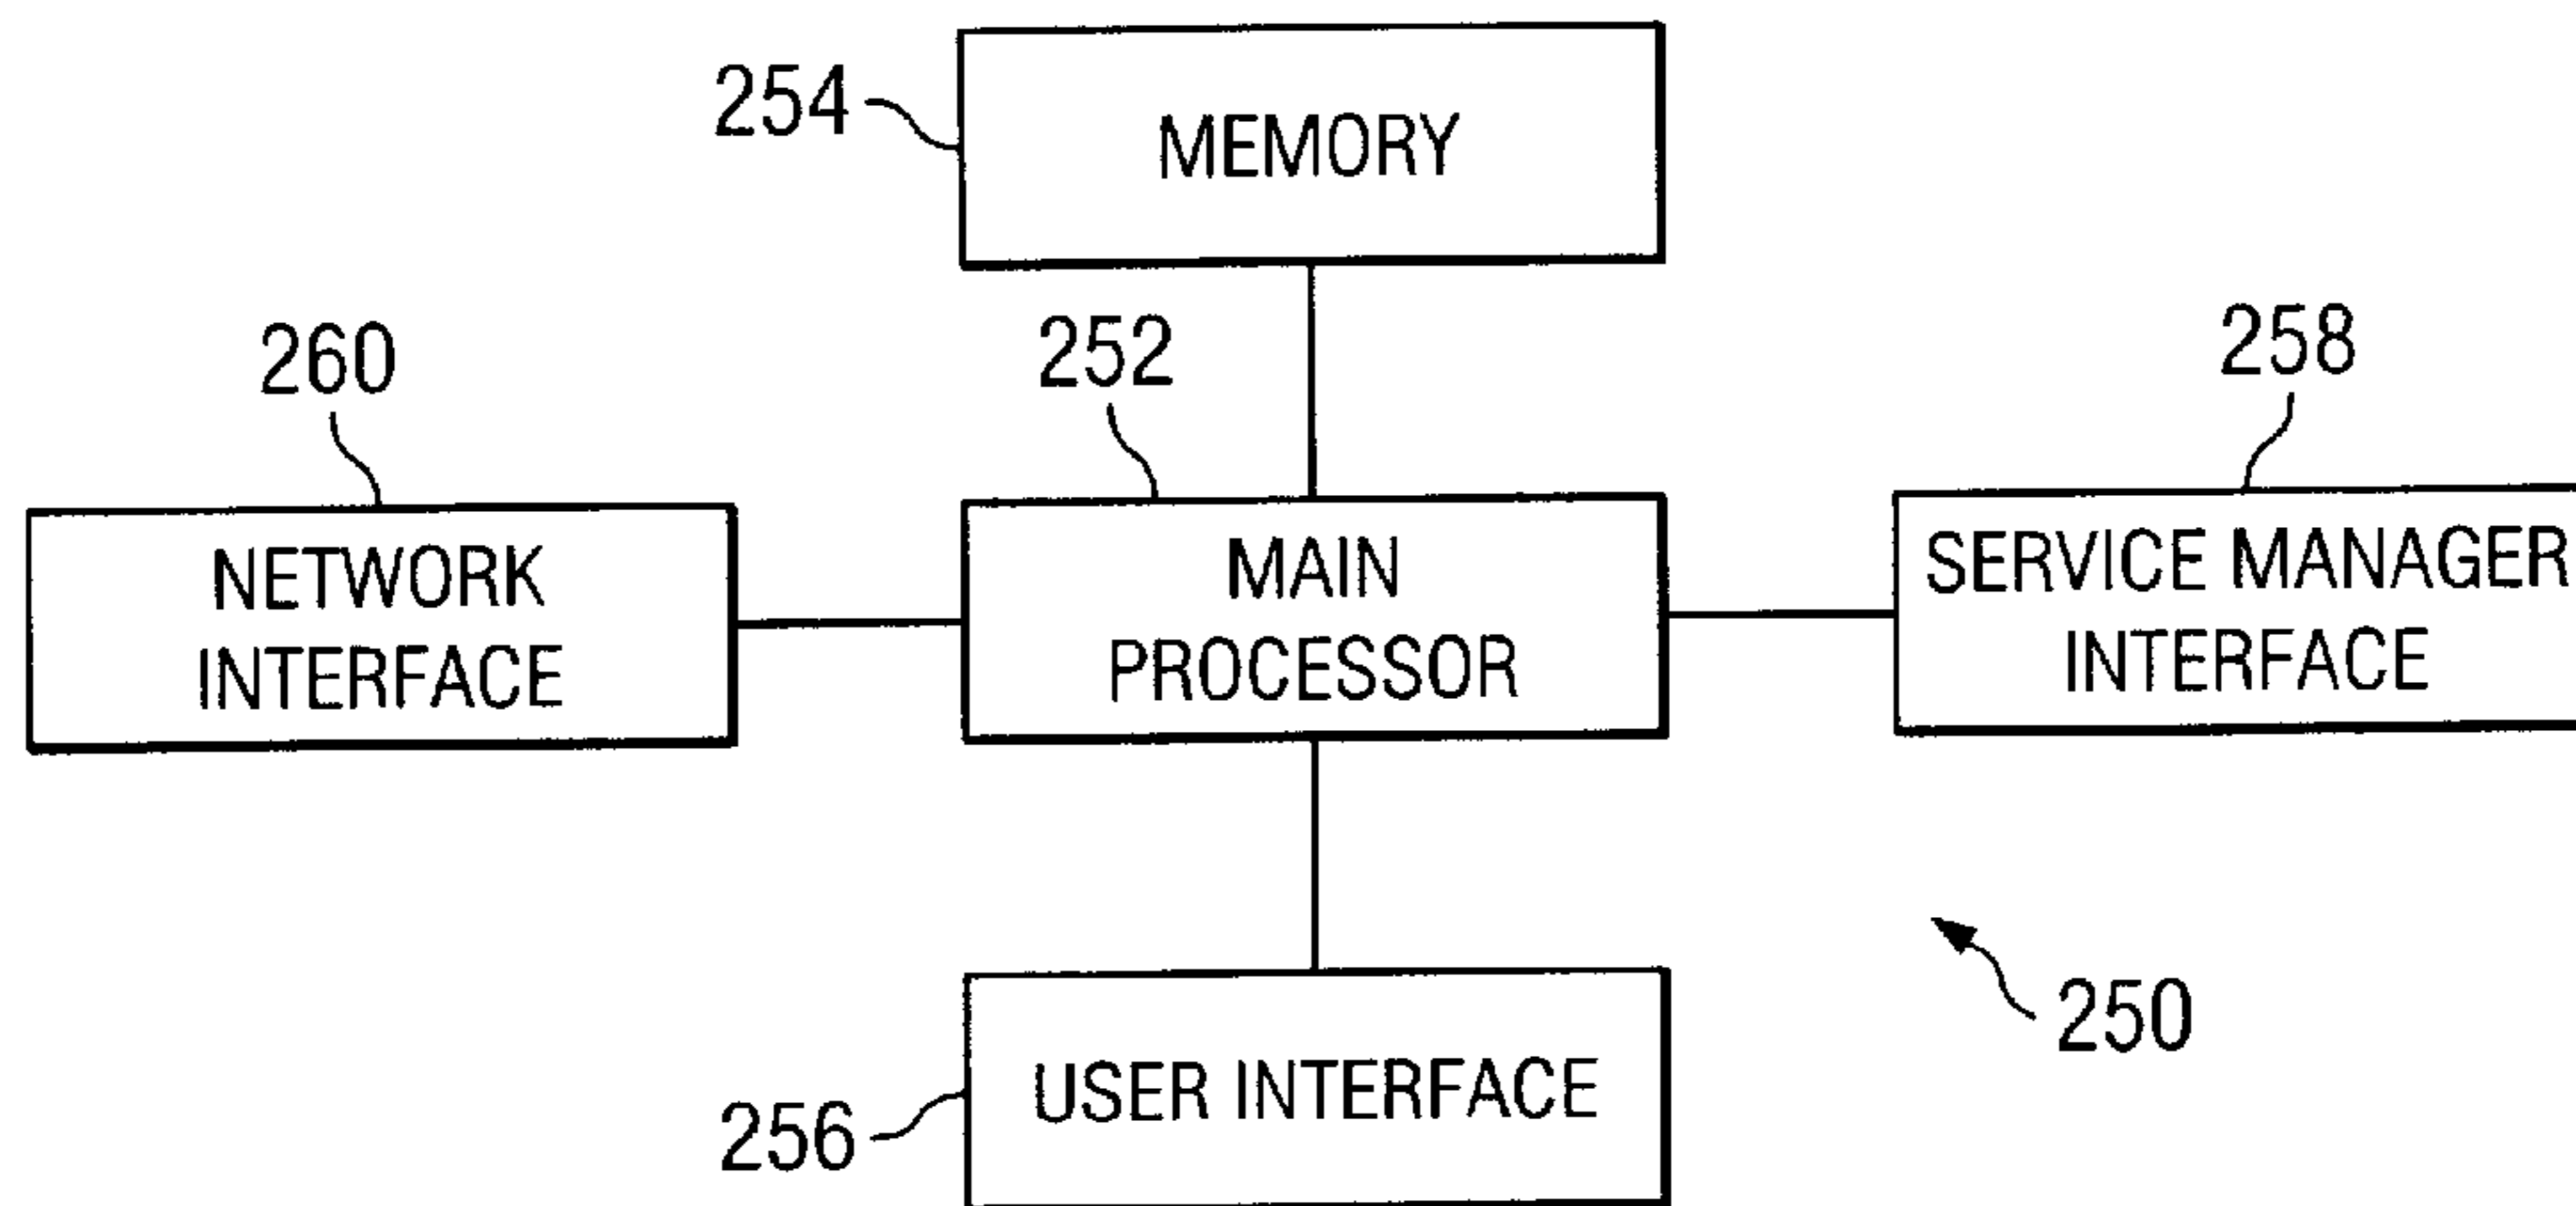 254
MEMORY
260
252
258
NETWORK
INTERFACE
MAIN
PROCESSOR
SERVICE MANAGER
INTERFACE
250
256
USER INTERFACE